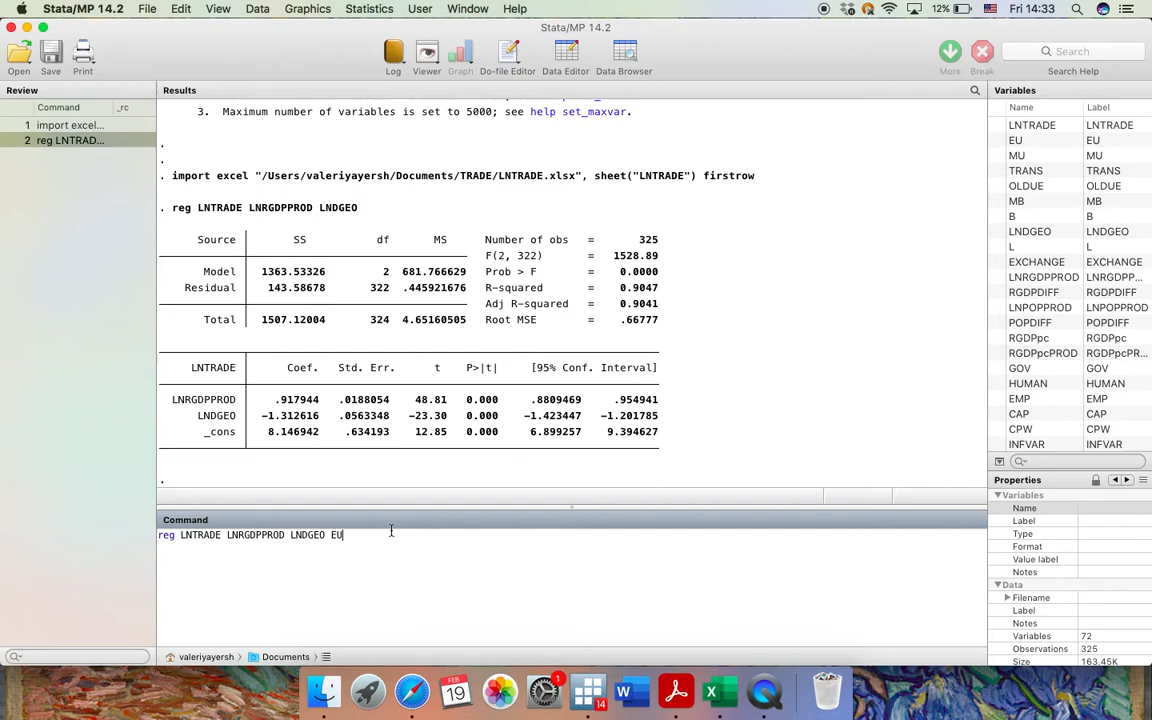 Stata/MP 14.2 File Edit View Data Graphics Statistics User Window Help 12% Fri 14:33
Stata/MP 14.2
Open Save Print Log Viewer Graph Do-file Editor Data Editor Data Browser More Break Search
Search Help
Review
Command _rc
1 import excel...
2 reg LNTRAD...
Results
3. Maximum number of variables is set to 5000; see help set_maxvar.
.
.
. import excel "/Users/valeriyayersh/Documents/TRADE/LNTRADE.xlsx", sheet("LNTRADE") firstrow
. reg LNTRADE LNRGDPPROD LNDGEO
Source SS df MS Number of obs = 325
F(2, 322) = 1528.89
Model 1363.53326 2 681.766629 Prob > F = 0.0000
Residual 143.58678 322 .445921676 R-squared = 0.9047
Adj R-squared = 0.9041
Total 1507.12004 324 4.65160505 Root MSE = .66777
LNTRADE Coef. Std. Err. t P>|t| [95% Conf. Interval]
LNRGDPPROD .917944 .0188054 48.81 0.000 .8809469 .954941
LNDGEO -1.312616 .0563348 -23.30 0.000 -1.423447 -1.201785
_cons 8.146942 .634193 12.85 0.000 6.899257 9.394627
.
Command
reg LNTRADE LNRGDPPROD LNDGEO EU
valeriyayersh Documents
Variables
Name Label
LNTRADE LNTRADE
EU EU
MU MU
TRANS TRANS
OLDUE OLDUE
MB MB
B B
LNDGEO LNDGEO
L L
EXCHANGE EXCHANGE
LNRGDPPROD LNRGDPP...
RGDPDIFF RGDPDIFF
LNPOPPROD LNPOPPROD
POPDIFF POPDIFF
RGDPpc RGDPpc
RGDPpcPROD RGDPpcPR...
GOV GOV
HUMAN HUMAN
EMP EMP
CAP CAP
CPW CPW
INFVAR INFVAR
Properties
Variables
Name
Label
Type
Format
Value label
Notes
Data
Filename
Label
Notes
Variables 72
Observations 325
Size 163.45K
FEB
19
1
14